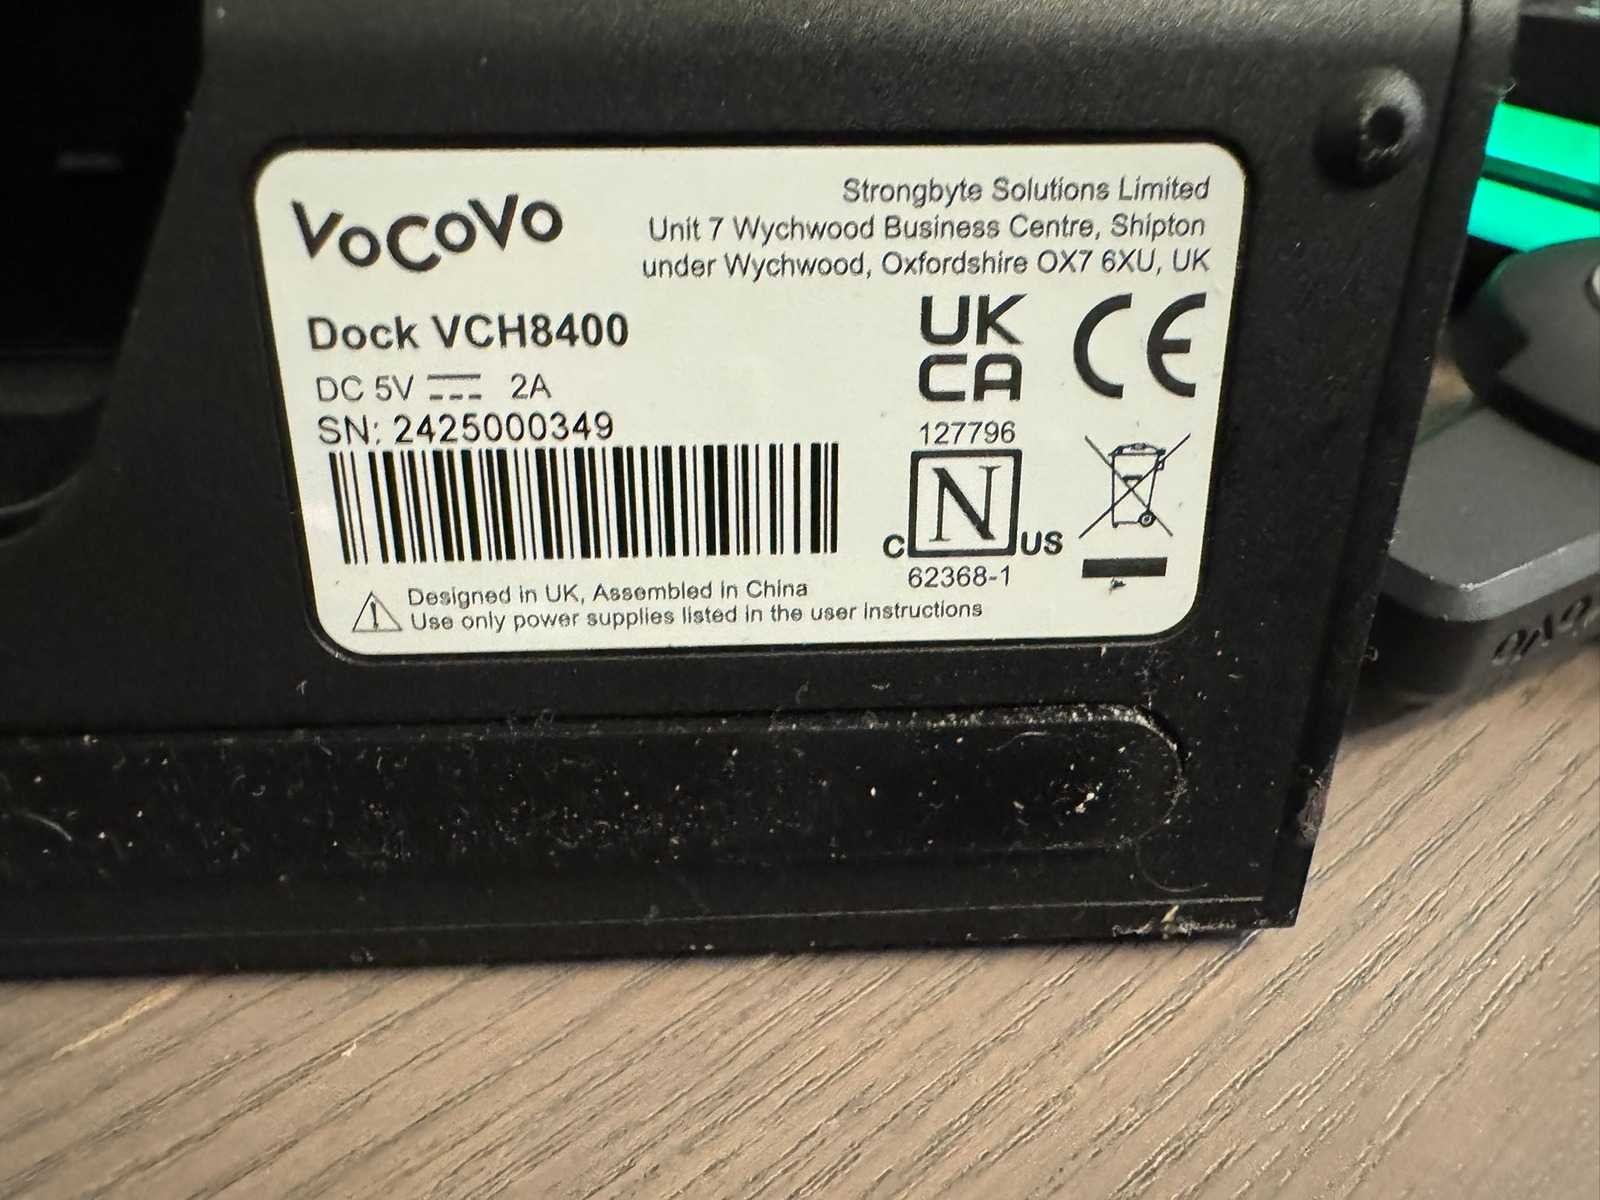 VoCoVo
Strongbyte Solutions Limited
Unit 7 Wychwood Business Centre, Shipton
under Wychwood, Oxfordshire OX7 6XU, UK
Dock VCH8400
DC 5V 2A
SN: 2425000349
UK
CA
CE
127796
N
C US
62368-1
Designed in UK, Assembled in China
Use only power supplies listed in the user instructions